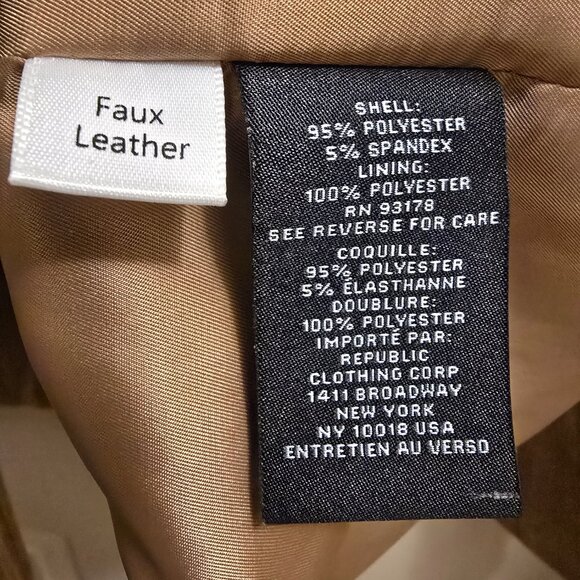 Faux
Leather
SHELL:
95% POLYESTER
5% SPANDEX
LINING:
100% POLYESTER
RN 93178
SEE REVERSE FOR CARE
COQUILLE:
95% POLYESTER
5% ÉLASTHANNE
DOUBLURE:
100% POLYESTER
IMPORTÉ PAR:
REPUBLIC
CLOTHING CORP
1411 BROADWAY
NEW YORK
NY 10018 USA
ENTRETIEN AU VERSO